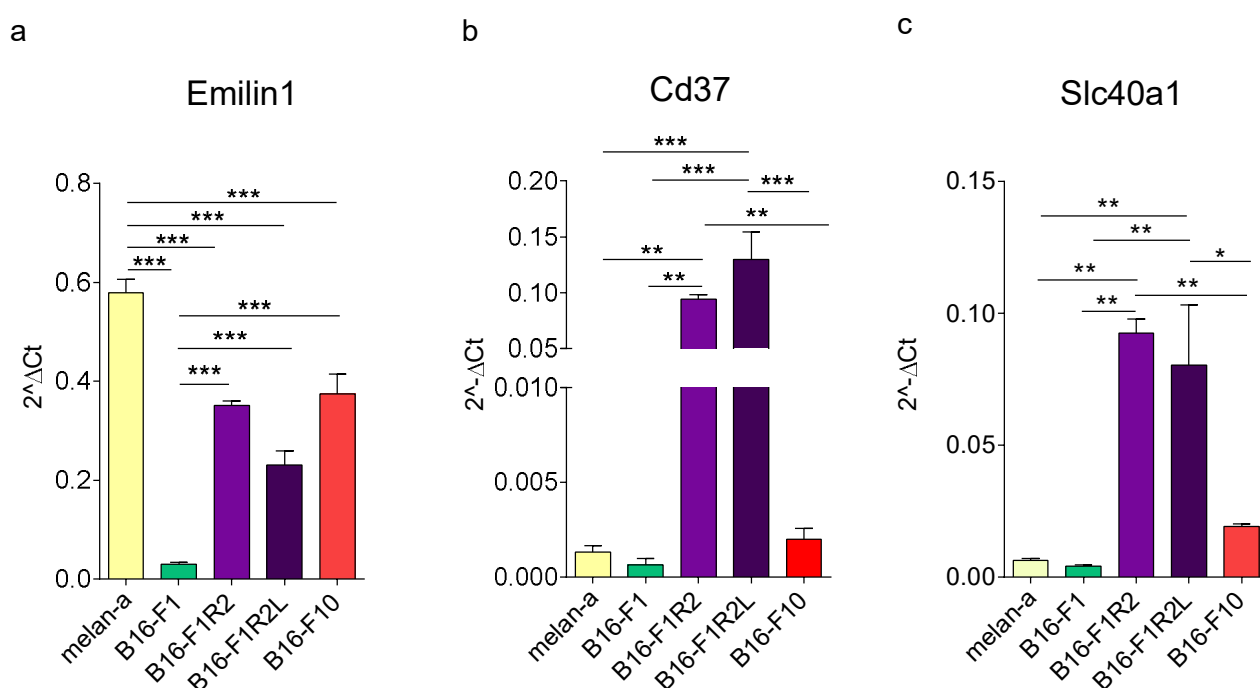 a
Emilin1
2^ΔCt
0.8
0.6
0.4
0.2
0.0
***
***
***
***
***
***
***
melan-a
B16-F1
B16-F1R2
B16-F1R2L
B16-F10
b
Cd37
2^-ΔCt
0.20
0.15
0.10
0.05
0.010
0.005
0.000
***
***
***
**
**
**
melan-a
B16-F1
B16-F1R2
B16-F1R2L
B16-F10
c
Slc40a1
2^-ΔCt
0.15
0.10
0.05
0.00
**
**
*
**
**
**
melan-a
B16-F1
B16-F1R2
B16-F1R2L
B16-F10